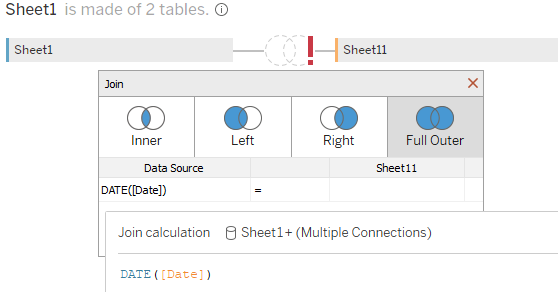 Sheet1 is made of 2 tables.
Sheet1 Sheet11
Join
Inner Left Right Full Outer
Data Source Sheet11
DATE([Date]) =
Join calculation Sheet1+ (Multiple Connections)
DATE([Date])